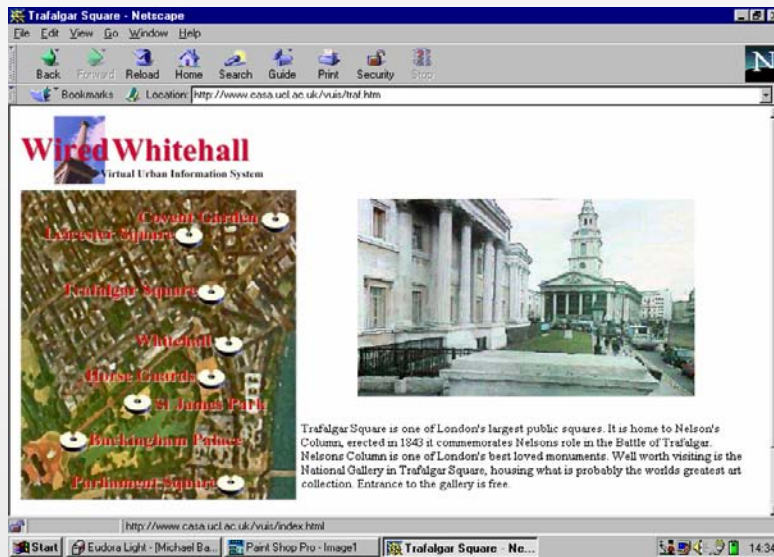 Trafalgar Square - Netscape
File Edit View Go Window Help
Back Forward Reload Home Search Guide Print Security Stop
N
Bookmarks Location: http://www.casa.ucl.ac.uk/vuis/traf.htm
Wired Whitehall
Virtual Urban Information System
Covent Garden
Leicester Square
Trafalgar Square
Whitehall
Horse Guards
St James Park
Buckingham Palace
Parliament Square
Trafalgar Square is one of London's largest public squares. It is home to Nelson's
Column, erected in 1843 it commemorates Nelsons role in the Battle of Trafalgar.
Nelsons Column is one of London's best loved monuments. Well worth visiting is the
National Gallery in Trafalgar Square, housing what is probably the worlds greatest art
collection. Entrance to the gallery is free.
http://www.casa.ucl.ac.uk/vuis/index.html
Start Eudora Light - [Michael Ba... Paint Shop Pro - Image1 Trafalgar Square - Ne...